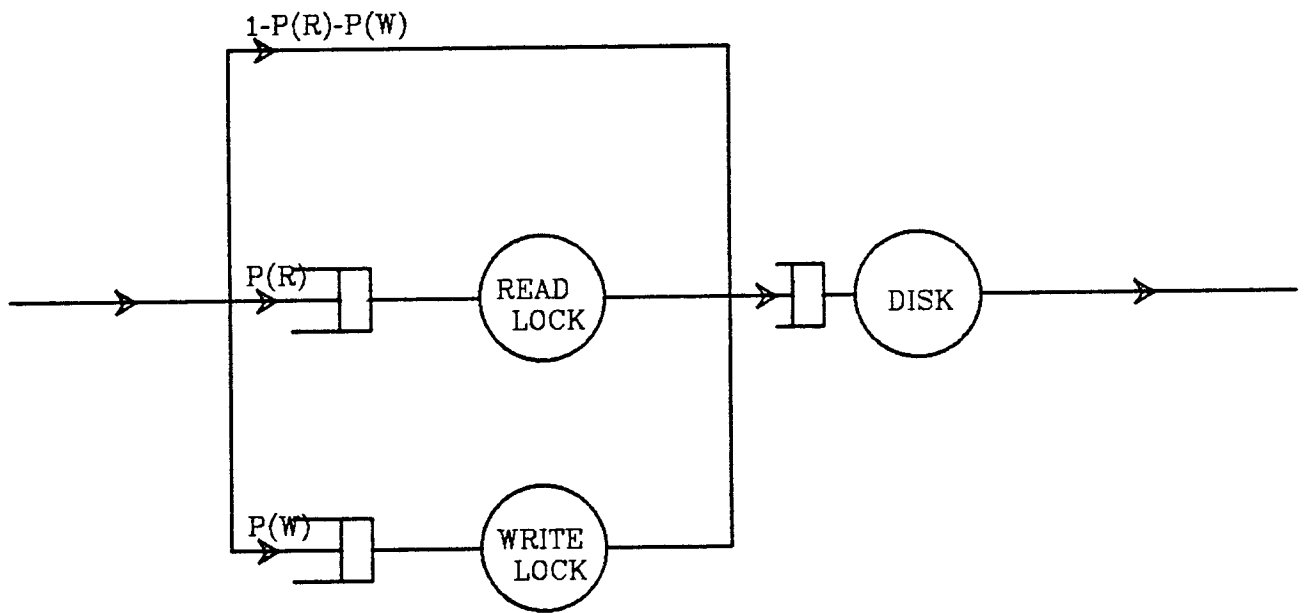 1-P(R)-P(W)
P(R)
READ
LOCK
DISK
P(W)
WRITE
LOCK